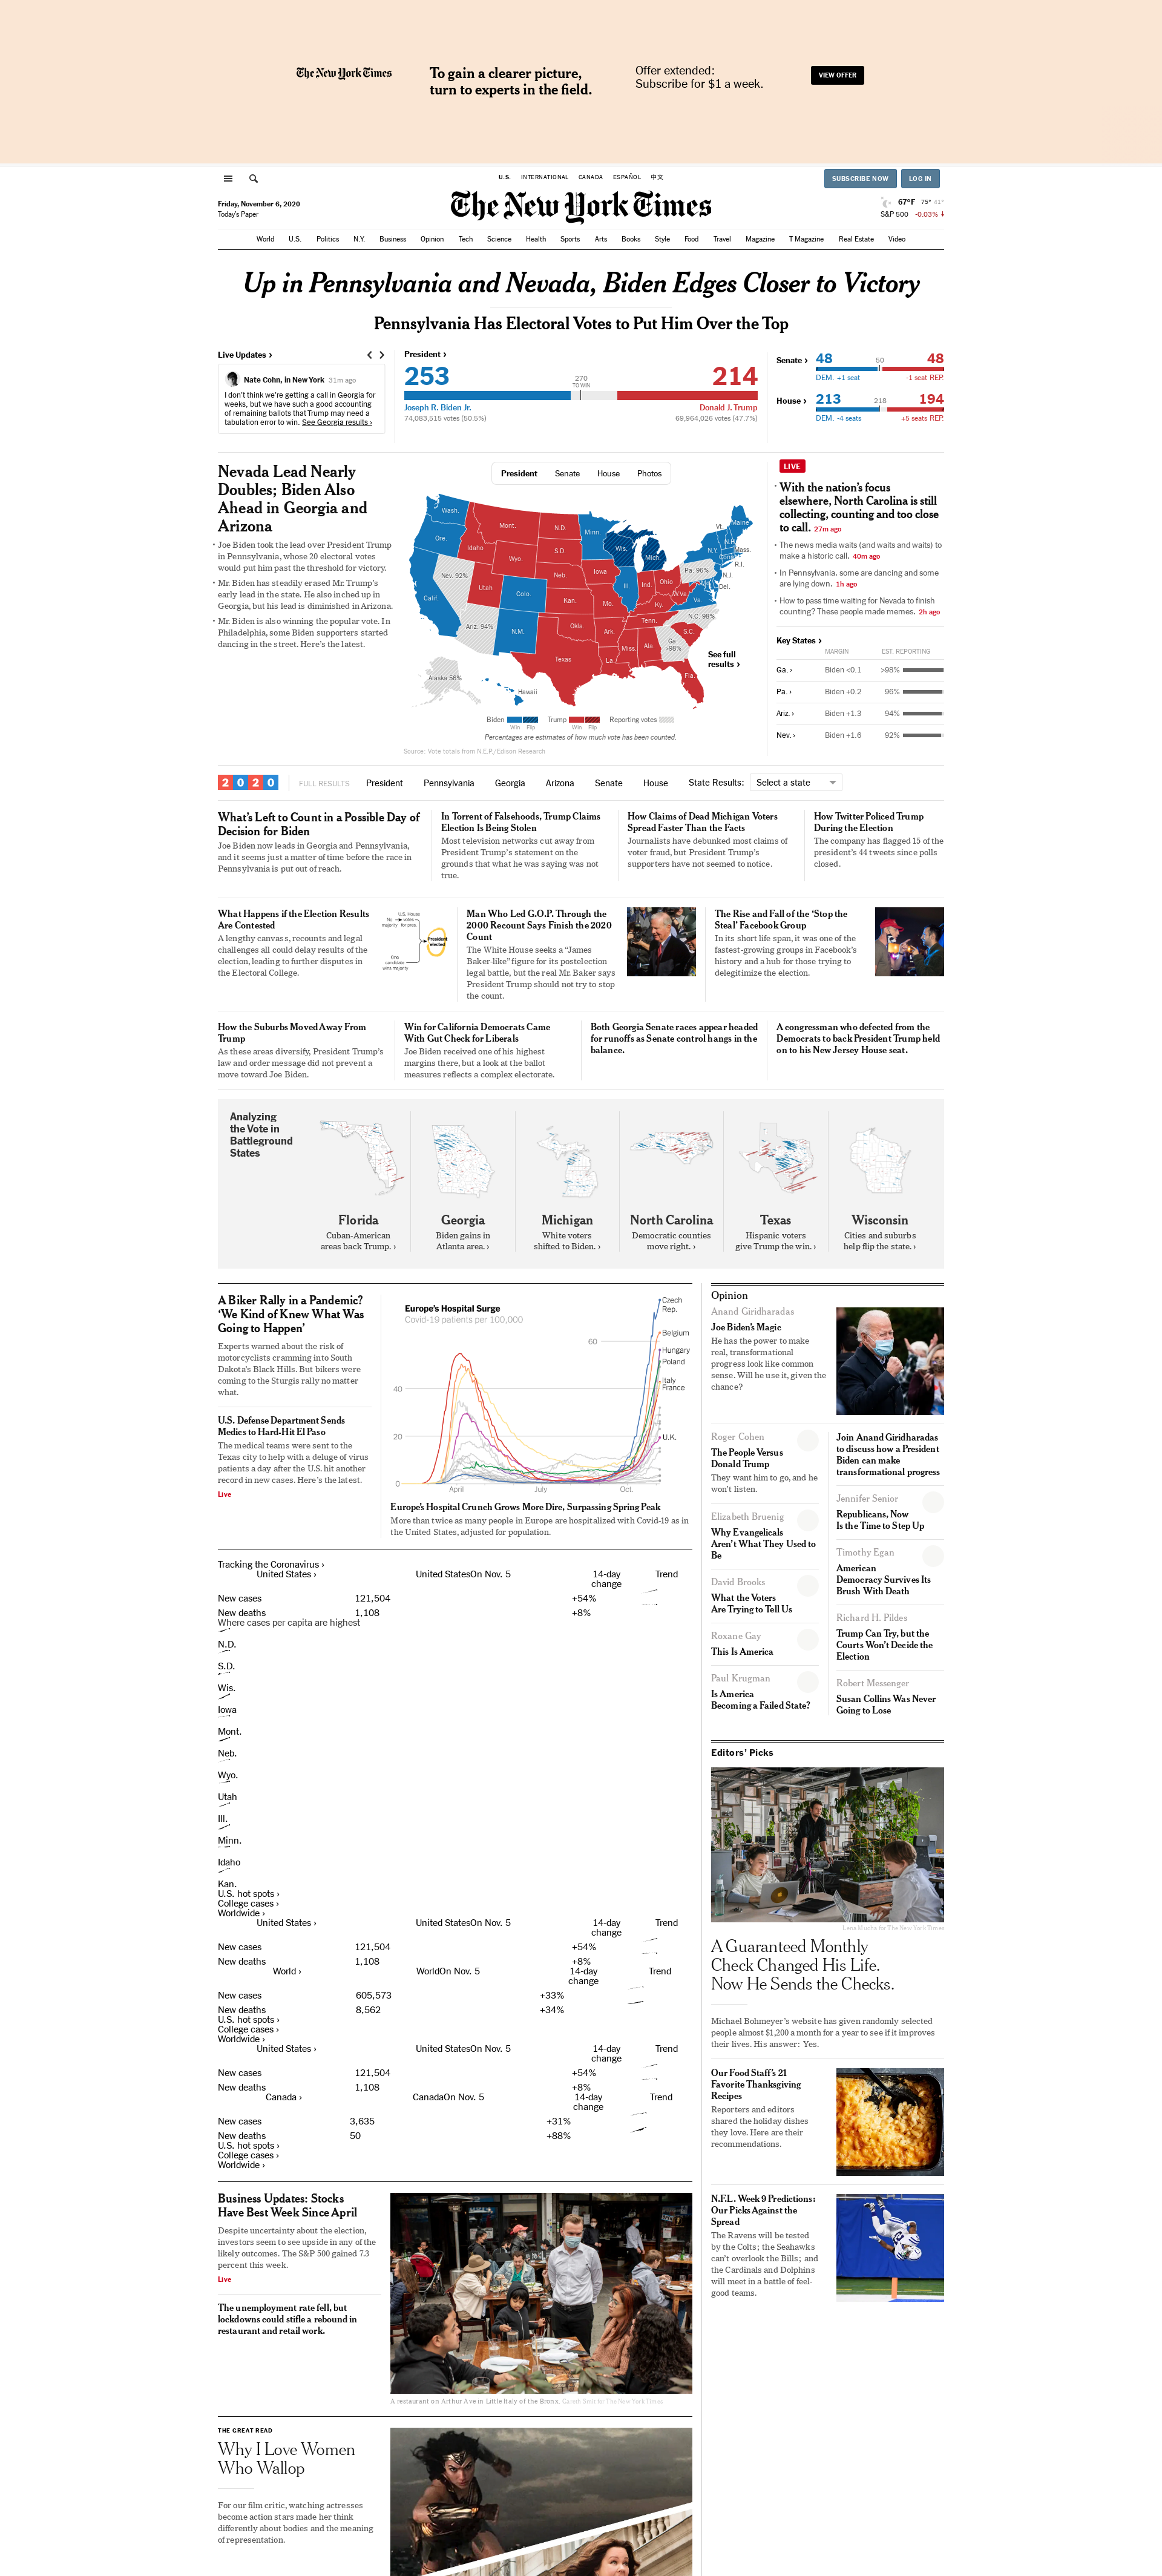 The New York Times
To gain a clearer picture,
turn to experts in the field.
Offer extended:
Subscribe for $1 a week.
VIEW OFFER
U.S.
INTERNATIONAL
CANADA
ESPAÑOL
中文
SUBSCRIBE NOW
LOG IN
Friday, November 6, 2020
Today's Paper
The New York Times
67°F 75° 41°
S&P 500 -0.03%
World U.S. Politics N.Y. Business Opinion Tech Science Health Sports Arts Books Style Food Travel Magazine T Magazine Real Estate Video
Up in Pennsylvania and Nevada, Biden Edges Closer to Victory
Pennsylvania Has Electoral Votes to Put Him Over the Top
Live Updates ›
Nate Cohn, in New York 31m ago
I don't think we're getting a call in Georgia for
weeks, but we have such a good accounting
of remaining ballots that Trump may need a
tabulation error to win. See Georgia results ›
President ›
253
270
TO WIN
214
Joseph R. Biden Jr.
Donald J. Trump
74,083,515 votes (50.5%)
69,964,026 votes (47.7%)
Senate ›
48 50 48
DEM. +1 seat -1 seat REP.
House ›
213 218 194
DEM. -4 seats +5 seats REP.
Nevada Lead Nearly
Doubles; Biden Also
Ahead in Georgia and
Arizona
Joe Biden took the lead over President Trump
in Pennsylvania, whose 20 electoral votes
would put him past the threshold for victory.
Mr. Biden has steadily erased Mr. Trump's
early lead in the state. He also inched up in
Georgia, but his lead is diminished in Arizona.
Mr. Biden is also winning the popular vote. In
Philadelphia, some Biden supporters started
dancing in the street. Here's the latest.
President Senate House Photos
Wash.
Ore.
Calif.
Nev. 92%
Idaho
Mont.
Wyo.
Utah
Ariz. 94%
Colo.
N.M.
N.D.
S.D.
Neb.
Kan.
Okla.
Texas
Minn.
Iowa
Mo.
Ark.
La.
Wis.
Ill.
Mich.
Ind.
Ohio
Ky.
Tenn.
Miss.
Ala.
Ga.
>98%
Fla.
S.C.
N.C. 98%
Va.
W.Va.
Pa. 96%
N.Y.
Vt.
N.H.
Maine
Mass.
Conn.
R.I.
N.J.
Del.
Md.
Alaska 56%
Hawaii
See full
results ›
Biden Trump Reporting votes
Win Flip Win Flip
Percentages are estimates of how much vote has been counted.
Source: Vote totals from N.E.P./Edison Research
LIVE
With the nation's focus
elsewhere, North Carolina is still
collecting, counting and too close
to call. 27m ago
The news media waits (and waits and waits) to
make a historic call. 40m ago
In Pennsylvania, some are dancing and some
are lying down. 1h ago
How to pass time waiting for Nevada to finish
counting? These people made memes. 2h ago
Key States ›
MARGIN EST. REPORTING
Ga. › Biden <0.1 >98%
Pa. › Biden +0.2 96%
Ariz. › Biden +1.3 94%
Nev. › Biden +1.6 92%
2020
FULL RESULTS President Pennsylvania Georgia Arizona Senate House State Results: Select a state
What's Left to Count in a Possible Day of
Decision for Biden
Joe Biden now leads in Georgia and Pennsylvania,
and it seems just a matter of time before the race in
Pennsylvania is put out of reach.
In Torrent of Falsehoods, Trump Claims
Election Is Being Stolen
Most television networks cut away from
President Trump's statement on the
grounds that what he was saying was not
true.
How Claims of Dead Michigan Voters
Spread Faster Than the Facts
Journalists have debunked most claims of
voter fraud, but President Trump's
supporters have not seemed to notice.
How Twitter Policed Trump
During the Election
The company has flagged 15 of the
president's 44 tweets since polls
closed.
What Happens if the Election Results
Are Contested
A lengthy canvass, recounts and legal
challenges all could delay results of the
election, leading to further disputes in
the Electoral College.
U.S. House
No votes
majority for pres.
President
elected
One
candidate
wins majority
Man Who Led G.O.P. Through the
2000 Recount Says Finish the 2020
Count
The White House seeks a "James
Baker-like" figure for its postelection
legal battle, but the real Mr. Baker says
President Trump should not try to stop
the count.
The Rise and Fall of the 'Stop the
Steal' Facebook Group
In its short life span, it was one of the
fastest-growing groups in Facebook's
history and a hub for those trying to
delegitimize the election.
How the Suburbs Moved Away From
Trump
As these areas diversify, President Trump's
law and order message did not prevent a
move toward Joe Biden.
Win for California Democrats Came
With Gut Check for Liberals
Joe Biden received one of his highest
margins there, but a look at the ballot
measures reflects a complex electorate.
Both Georgia Senate races appear headed
for runoffs as Senate control hangs in the
balance.
A congressman who defected from the
Democrats to back President Trump held
on to his New Jersey House seat.
Analyzing
the Vote in
Battleground
States
Florida
Cuban-American
areas back Trump. ›
Georgia
Biden gains in
Atlanta area. ›
Michigan
White voters
shifted to Biden. ›
North Carolina
Democratic counties
move right. ›
Texas
Hispanic voters
give Trump the win. ›
Wisconsin
Cities and suburbs
help flip the state. ›
A Biker Rally in a Pandemic?
'We Kind of Knew What Was
Going to Happen'
Experts warned about the risk of
motorcyclists cramming into South
Dakota's Black Hills. But bikers were
coming to the Sturgis rally no matter
what.
U.S. Defense Department Sends
Medics to Hard-Hit El Paso
The medical teams were sent to the
Texas city to help with a deluge of virus
patients a day after the U.S. hit another
record in new cases. Here's the latest.
Live
Europe's Hospital Surge
Covid-19 patients per 100,000
60
40
20
0
April July Oct.
Czech
Rep.
Belgium
Hungary
Poland
Italy
France
U.K.
Europe's Hospital Crunch Grows More Dire, Surpassing Spring Peak
More than twice as many people in Europe are hospitalized with Covid-19 as in
the United States, adjusted for population.
Tracking the Coronavirus ›
United States › United StatesOn Nov. 5 14-day
change Trend
New cases 121,504 +54%
New deaths 1,108 +8%
Where cases per capita are highest
N.D.
S.D.
Wis.
Iowa
Mont.
Neb.
Wyo.
Utah
Ill.
Minn.
Idaho
Kan.
U.S. hot spots ›
College cases ›
Worldwide ›
United States › United StatesOn Nov. 5 14-day
change Trend
New cases 121,504 +54%
New deaths 1,108 +8%
World › WorldOn Nov. 5 14-day
change Trend
New cases 605,573 +33%
New deaths 8,562 +34%
U.S. hot spots ›
College cases ›
Worldwide ›
United States › United StatesOn Nov. 5 14-day
change Trend
New cases 121,504 +54%
New deaths 1,108 +8%
Canada › CanadaOn Nov. 5 14-day
change Trend
New cases 3,635 +31%
New deaths 50 +88%
U.S. hot spots ›
College cases ›
Worldwide ›
Business Updates: Stocks
Have Best Week Since April
Despite uncertainty about the election,
investors seem to see upside in any of the
likely outcomes. The S&P 500 gained 7.3
percent this week.
Live
The unemployment rate fell, but
lockdowns could stifle a rebound in
restaurant and retail work.
A restaurant on Arthur Ave in Little Italy of the Bronx. Gareth Smit for The New York Times
THE GREAT READ
Why I Love Women
Who Wallop
For our film critic, watching actresses
become action stars made her think
differently about bodies and the meaning
of representation.
Opinion
Anand Giridharadas
Joe Biden's Magic
He has the power to make
real, transformational
progress look like common
sense. Will he use it, given the
chance?
Roger Cohen
The People Versus
Donald Trump
They want him to go, and he
won't listen.
Elizabeth Bruenig
Why Evangelicals
Aren't What They Used to
Be
David Brooks
What the Voters
Are Trying to Tell Us
Roxane Gay
This Is America
Paul Krugman
Is America
Becoming a Failed State?
Join Anand Giridharadas
to discuss how a President
Biden can make
transformational progress
Jennifer Senior
Republicans, Now
Is the Time to Step Up
Timothy Egan
American
Democracy Survives Its
Brush With Death
Richard H. Pildes
Trump Can Try, but the
Courts Won't Decide the
Election
Robert Messenger
Susan Collins Was Never
Going to Lose
Editors' Picks
Lena Mucha for The New York Times
A Guaranteed Monthly
Check Changed His Life.
Now He Sends the Checks.
Michael Bohmeyer's website has given randomly selected
people almost $1,200 a month for a year to see if it improves
their lives. His answer: Yes.
Our Food Staff's 21
Favorite Thanksgiving
Recipes
Reporters and editors
shared the holiday dishes
they love. Here are their
recommendations.
N.F.L. Week 9 Predictions:
Our Picks Against the
Spread
The Ravens will be tested
by the Colts; the Seahawks
can't overlook the Bills; and
the Cardinals and Dolphins
will meet in a battle of feel-
good teams.